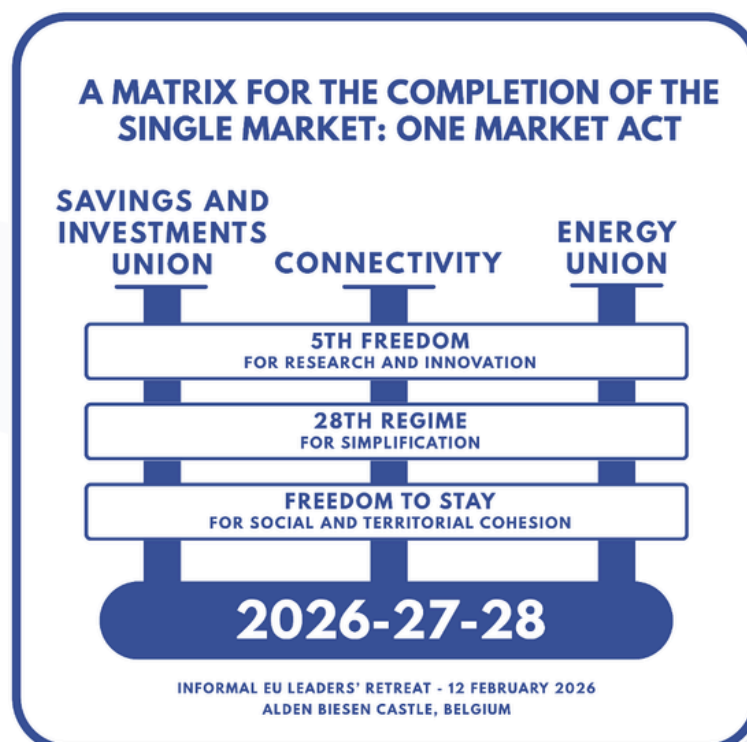 A MATRIX FOR THE COMPLETION OF THE
SINGLE MARKET: ONE MARKET ACT
SAVINGS AND
INVESTMENTS
UNION
CONNECTIVITY
ENERGY
UNION
5TH FREEDOM
FOR RESEARCH AND INNOVATION
28TH REGIME
FOR SIMPLIFICATION
FREEDOM TO STAY
FOR SOCIAL AND TERRITORIAL COHESION
2026-27-28
INFORMAL EU LEADERS’ RETREAT - 12 FEBRUARY 2026
ALDEN BIESEN CASTLE, BELGIUM